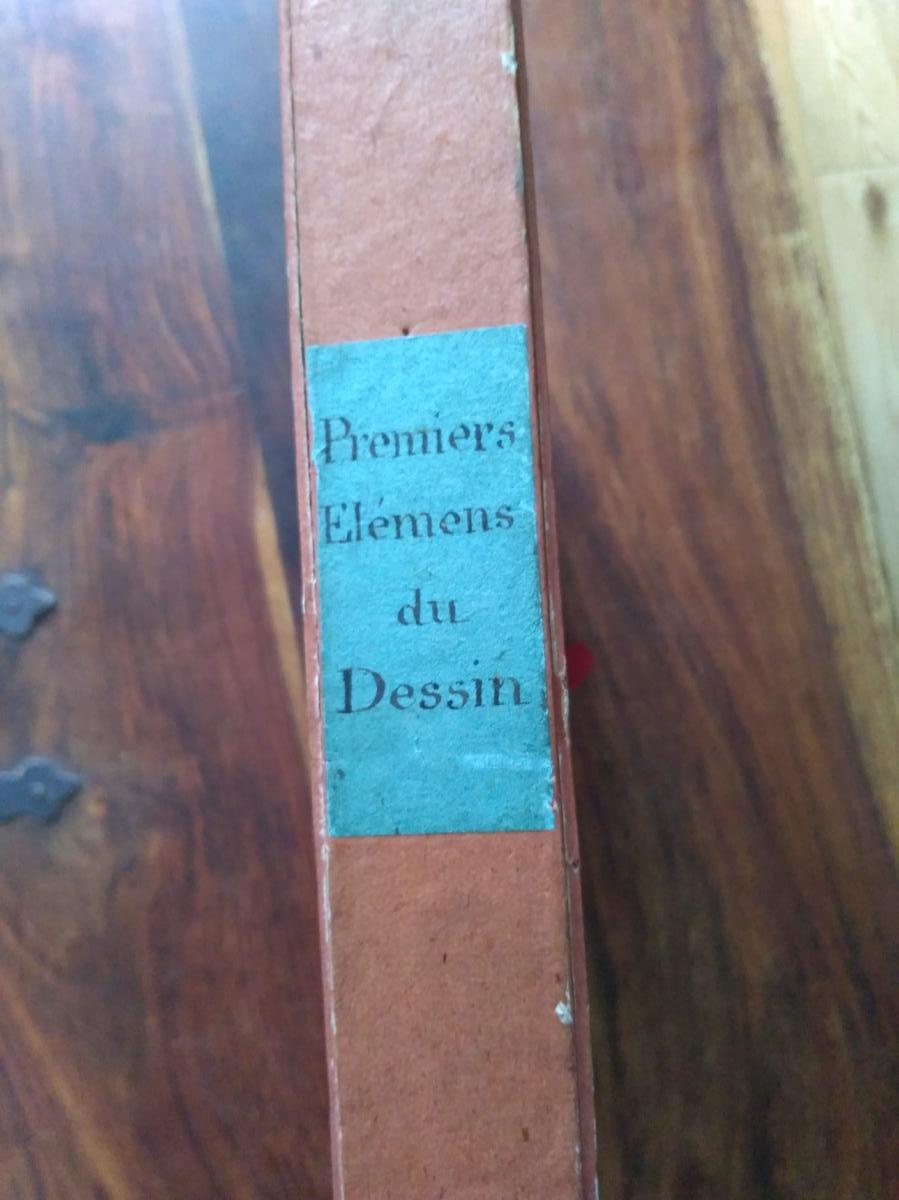 Premiers
Elémens
du
Dessin